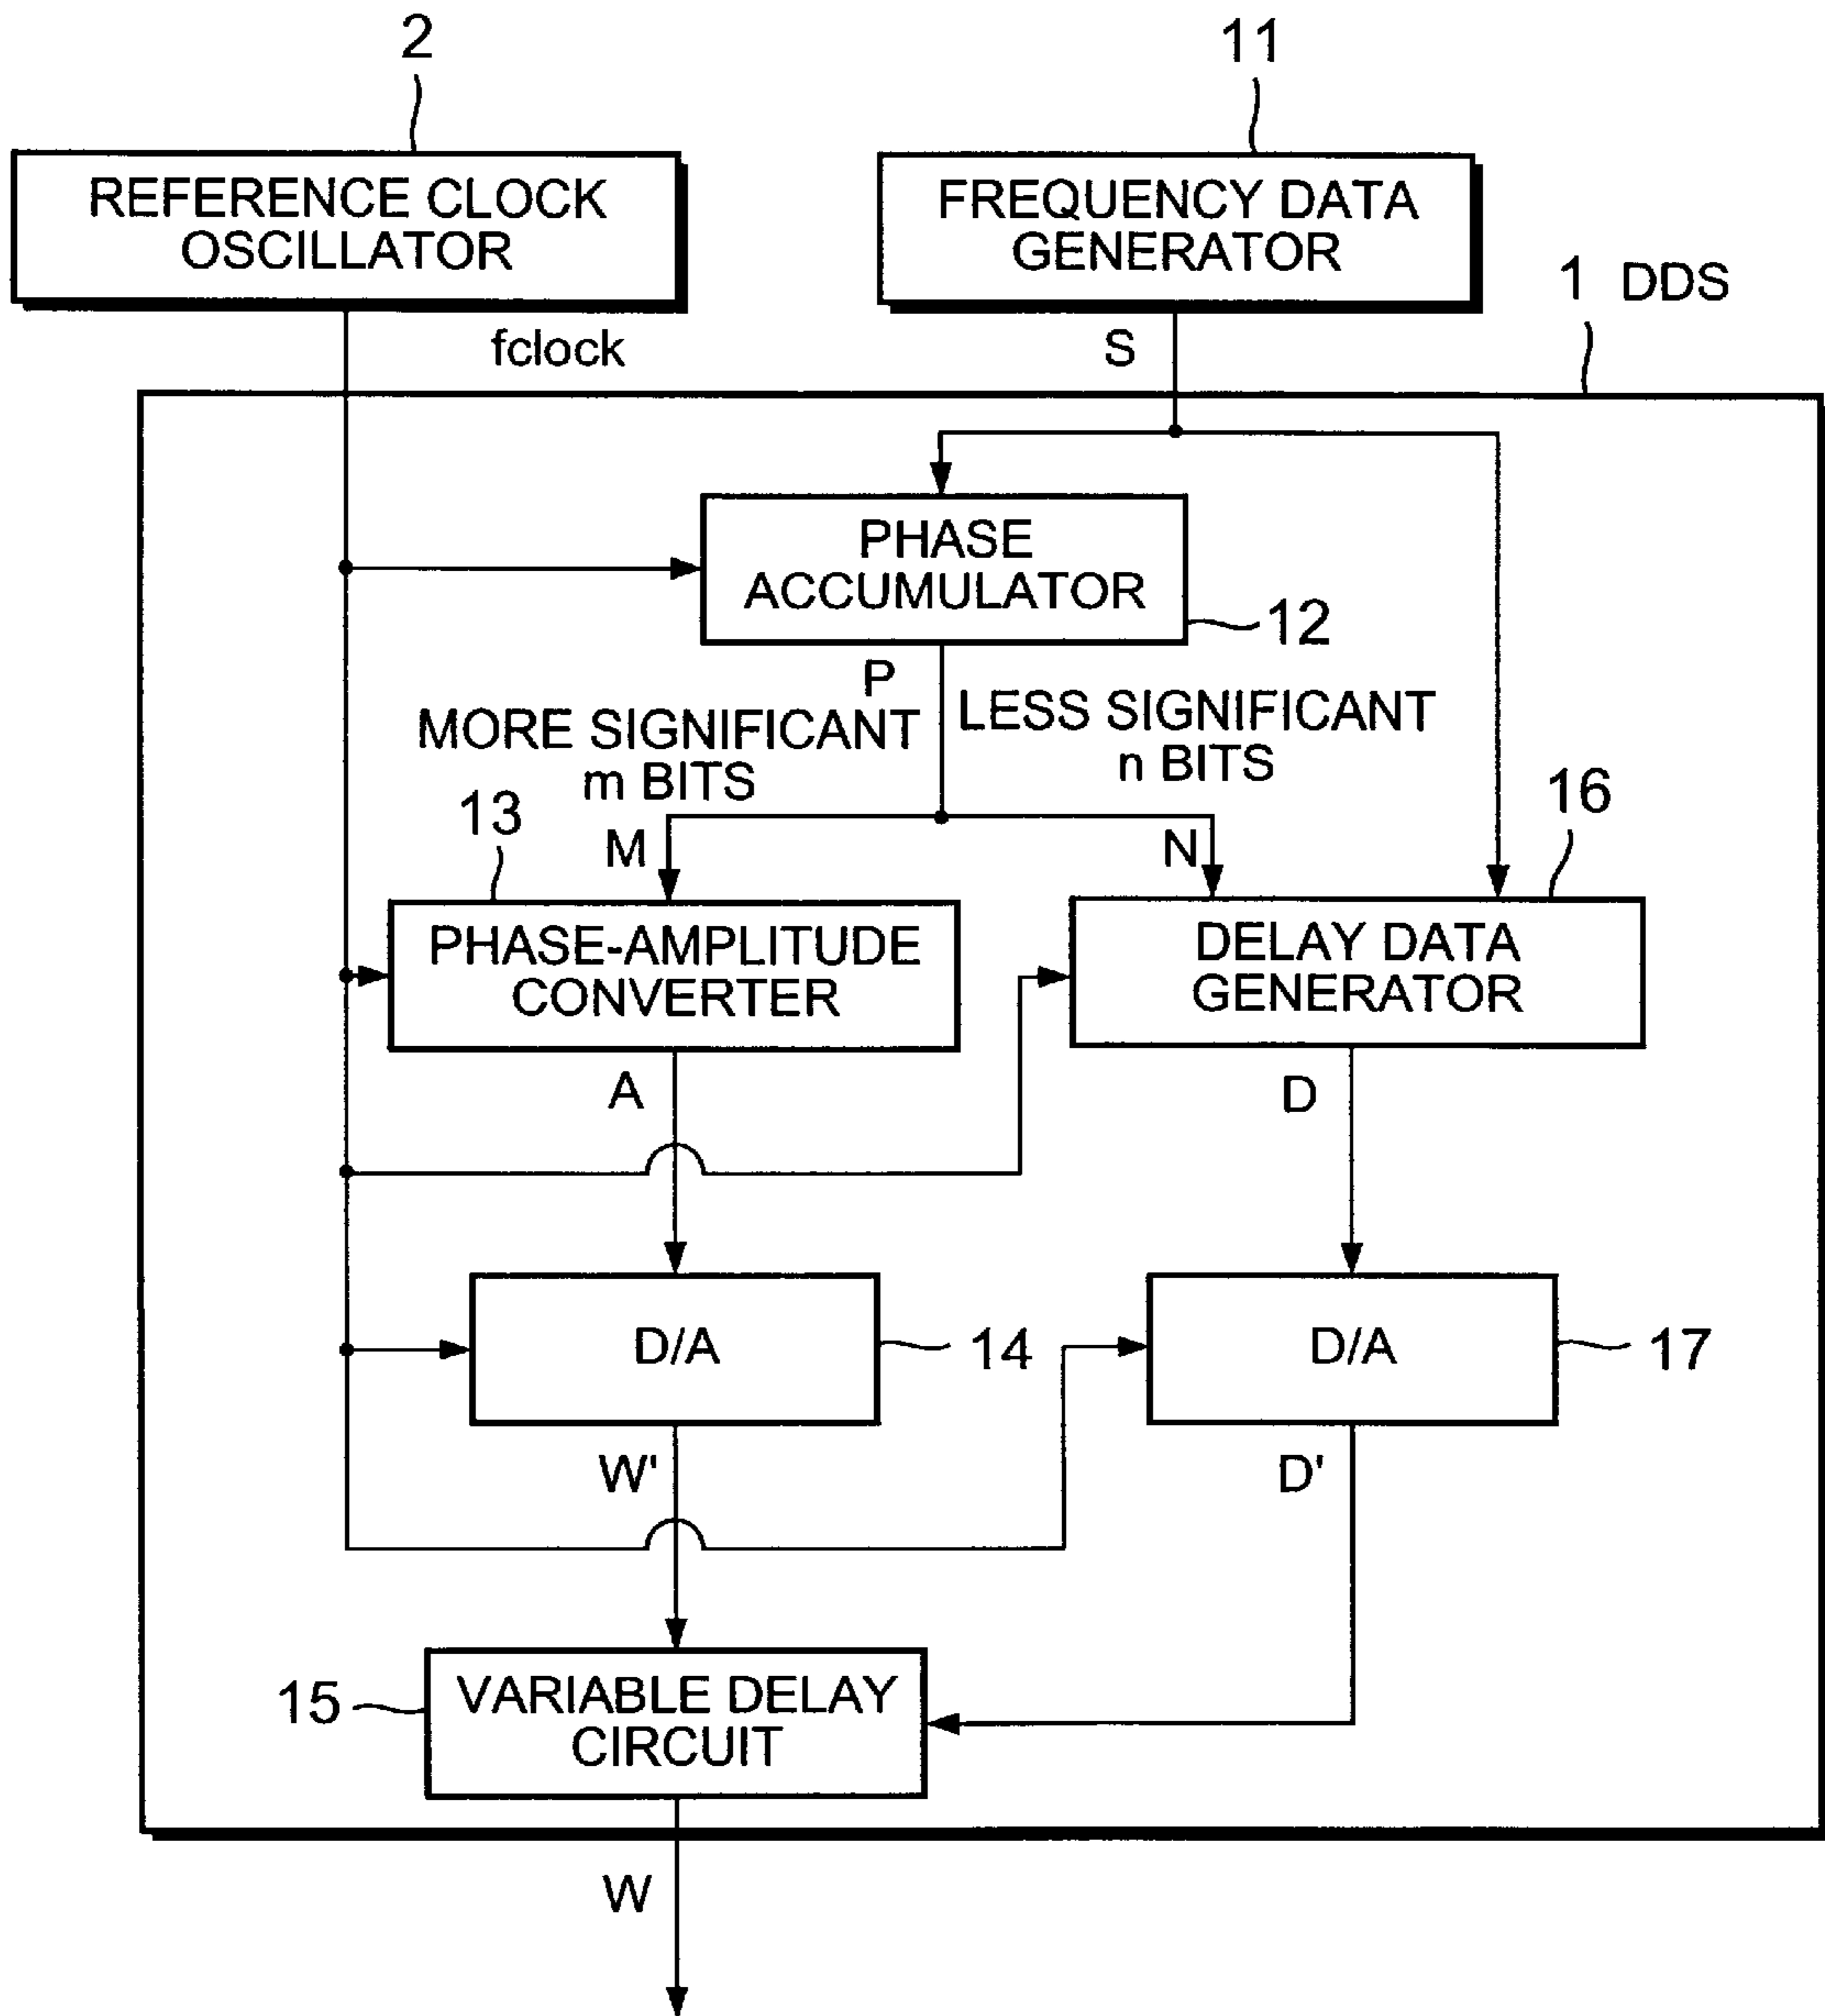 2
11
REFERENCE CLOCK
OSCILLATOR
FREQUENCY DATA
GENERATOR
1 DDS
fclock
S
PHASE
ACCUMULATOR
12
P
MORE SIGNIFICANT
m BITS
LESS SIGNIFICANT
n BITS
13
M
N
16
PHASE-AMPLITUDE
CONVERTER
DELAY DATA
GENERATOR
A
D
D/A
14
D/A
17
W'
D'
15
VARIABLE DELAY
CIRCUIT
W